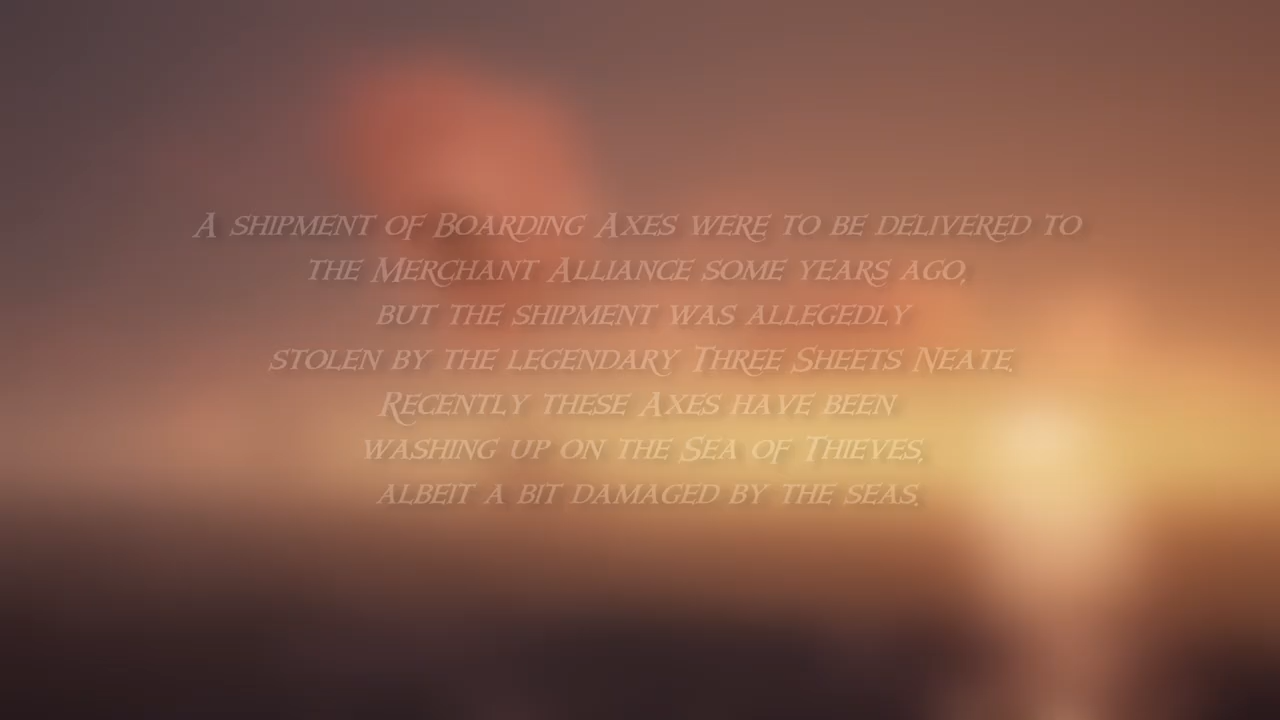 A shipment of Boarding Axes were to be delivered to
the Merchant Alliance some years ago,
but the shipment was allegedly
stolen by the legendary Three Sheets Neate.
Recently these Axes have been
washing up on the Sea of Thieves,
albeit a bit damaged by the seas.